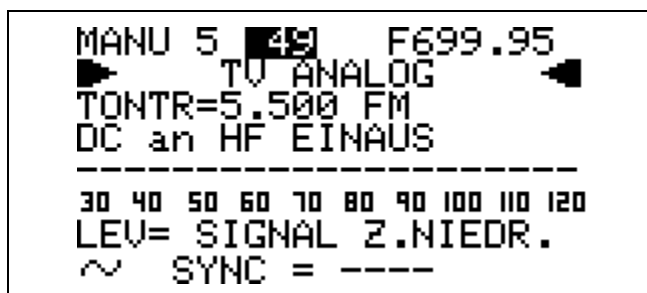 MANU 5 49 F699.95
TV ANALOG
TONTR=5.500 FM
DC an HF EINAUS
----------------------
30 40 50 60 70 80 90 100 110 120
LEV= SIGNAL Z.NIEDR.
~ SYNC = ----